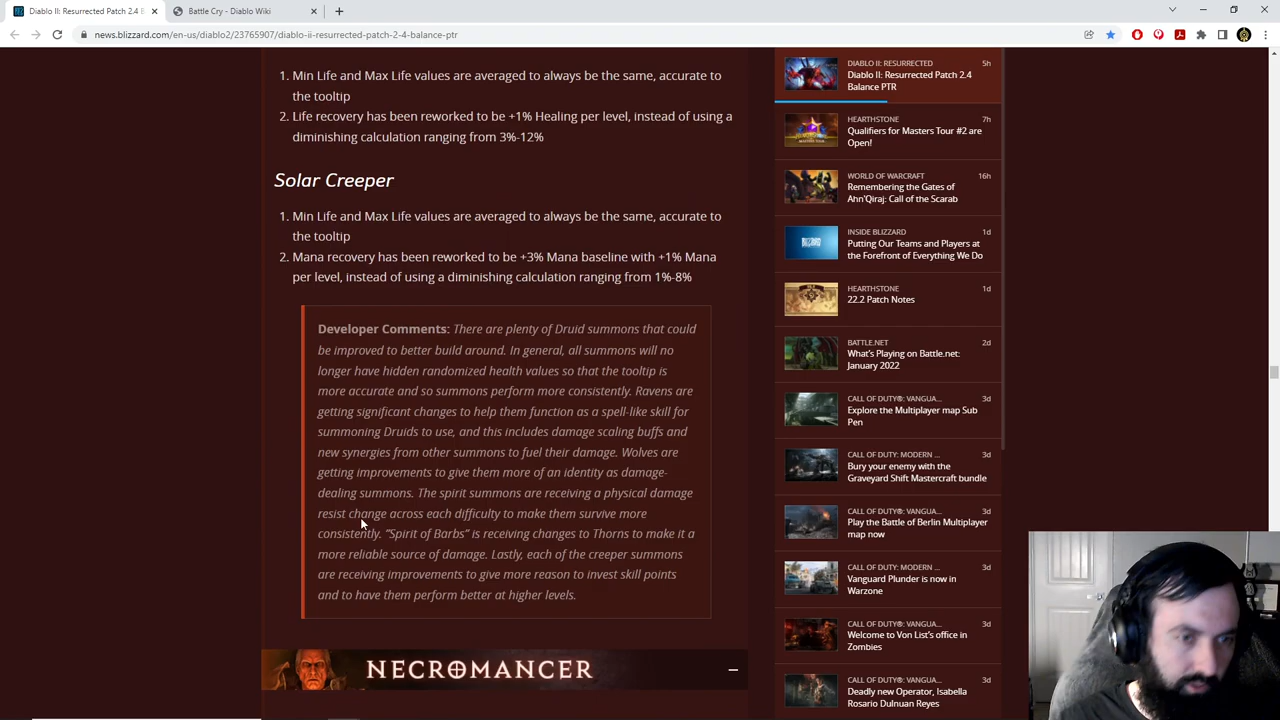 Diablo II: Resurrected Patch 2.4 B
Battle Cry - Diablo Wiki
news.blizzard.com/en-us/diablo2/23765907/diablo-ii-resurrected-patch-2-4-balance-ptr
1. Min Life and Max Life values are averaged to always be the same, accurate to
the tooltip
2. Life recovery has been reworked to be +1% Healing per level, instead of using a
diminishing calculation ranging from 3%-12%
Solar Creeper
1. Min Life and Max Life values are averaged to always be the same, accurate to
the tooltip
2. Mana recovery has been reworked to be +3% Mana baseline with +1% Mana
per level, instead of using a diminishing calculation ranging from 1%-8%
Developer Comments: There are plenty of Druid summons that could
be improved to better build around. In general, all summons will no
longer have hidden randomized health values so that the tooltip is
more accurate and so summons perform more consistently. Ravens are
getting significant changes to help them function as a spell-like skill for
summoning Druids to use, and this includes damage scaling buffs and
new synergies from other summons to fuel their damage. Wolves are
getting improvements to give them more of an identity as damage-
dealing summons. The spirit summons are receiving a physical damage
resist change across each difficulty to make them survive more
consistently. "Spirit of Barbs" is receiving changes to Thorns to make it a
more reliable source of damage. Lastly, each of the creeper summons
are receiving improvements to give more reason to invest skill points
and to have them perform better at higher levels.
NECROMANCER
DIABLO II: RESURRECTED 5h
Diablo II: Resurrected Patch 2.4
Balance PTR
HEARTHSTONE 7h
Qualifiers for Masters Tour #2 are
Open!
WORLD OF WARCRAFT 16h
Remembering the Gates of
Ahn'Qiraj: Call of the Scarab
INSIDE BLIZZARD 1d
Putting Our Teams and Players at
the Forefront of Everything We Do
HEARTHSTONE 1d
22.2 Patch Notes
BATTLE.NET 2d
What's Playing on Battle.net:
January 2022
CALL OF DUTY®: VANGUA... 3d
Explore the Multiplayer map Sub
Pen
CALL OF DUTY: MODERN ... 3d
Bury your enemy with the
Graveyard Shift Mastercraft bundle
CALL OF DUTY®: VANGUA... 3d
Play the Battle of Berlin Multiplayer
map now
CALL OF DUTY: MODERN ... 3d
Vanguard Plunder is now in
Warzone
CALL OF DUTY®: VANGUA... 3d
Welcome to Von List's office in
Zombies
CALL OF DUTY®: VANGUA... 3d
Deadly new Operator, Isabella
Rosario Dulnuan Reyes